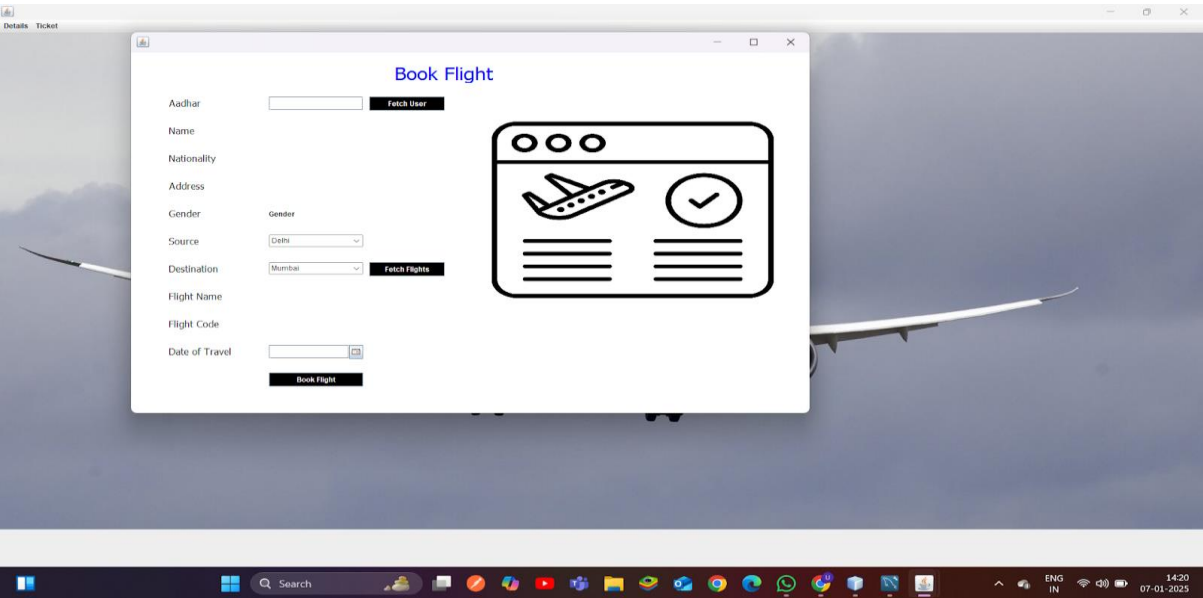 Details Ticket
Book Flight
Aadhar Fetch User
Name
Nationality
Address
Gender Gender
Source Delhi
Destination Mumbai Fetch Flights
Flight Name
Flight Code
Date of Travel
Book Flight
Search
ENG
IN
14:20
07-01-2025